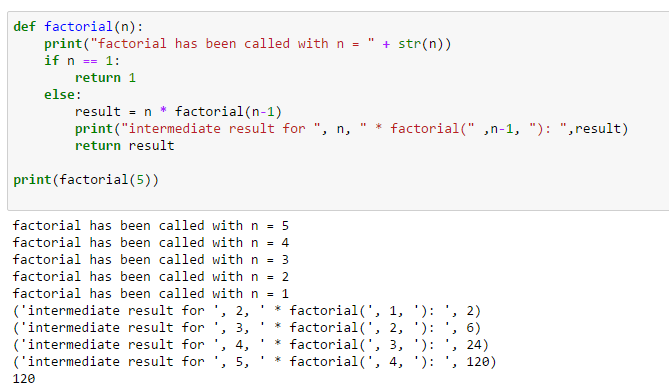 def factorial(n):
    print("factorial has been called with n = " + str(n))
    if n == 1:
        return 1
    else:
        result = n * factorial(n-1)
        print("intermediate result for ", n, " * factorial(" ,n-1, "): ",result)
        return result
print(factorial(5))
factorial has been called with n = 5
factorial has been called with n = 4
factorial has been called with n = 3
factorial has been called with n = 2
factorial has been called with n = 1
('intermediate result for ', 2, ' * factorial(', 1, '): ', 2)
('intermediate result for ', 3, ' * factorial(', 2, '): ', 6)
('intermediate result for ', 4, ' * factorial(', 3, '): ', 24)
('intermediate result for ', 5, ' * factorial(', 4, '): ', 120)
120